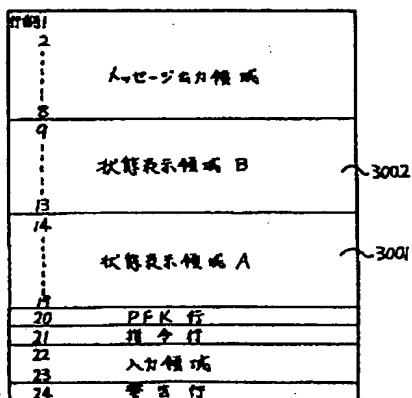 行番号1
2
メッセージ出力領域
8
9
状態表示領域 B
3002
13
14
状態表示領域 A
3001
19
20 PFK 行
21 指令行
22
入力領域
23
24 警告行